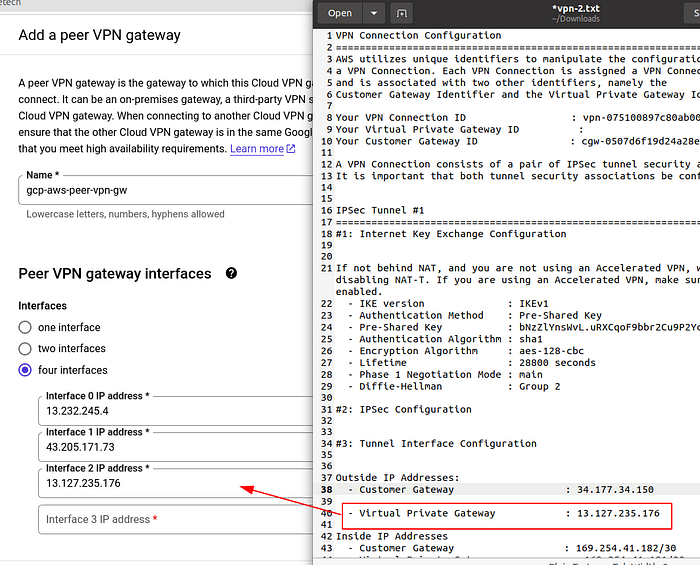 etech
Add a peer VPN gateway
A peer VPN gateway is the gateway to which this Cloud VPN ga
connect. It can be an on-premises gateway, a third-party VPN s
Cloud VPN gateway. When connecting to another Cloud VPN g
ensure that the other Cloud VPN gateway is in the same Googl
that you meet high availability requirements. Learn more
Name *
gcp-aws-peer-vpn-gw
Lowercase letters, numbers, hyphens allowed
Peer VPN gateway interfaces
Interfaces
one interface
two interfaces
four interfaces
Interface 0 IP address *
13.232.245.4
Interface 1 IP address *
43.205.171.73
Interface 2 IP address *
13.127.235.176
Interface 3 IP address *
Open
*vpn-2.txt
~/Downloads
S
1 VPN Connection Configuration
2 ================================================================
3 AWS utilizes unique identifiers to manipulate the configuratio
4 a VPN Connection. Each VPN Connection is assigned a VPN Connec
5 and is associated with two other identifiers, namely the
6 Customer Gateway Identifier and the Virtual Private Gateway Id
7
8 Your VPN Connection ID : vpn-075100897c80ab00
9 Your Virtual Private Gateway ID :
10 Your Customer Gateway ID : cgw-0507d6f19d24a28e
11
12 A VPN Connection consists of a pair of IPSec tunnel security a
13 It is important that both tunnel security associations be conf
14
15
16 IPSec Tunnel #1
17 ================================================================
18 #1: Internet Key Exchange Configuration
19
20
21 If not behind NAT, and you are not using an Accelerated VPN, w
disabling NAT-T. If you are using an Accelerated VPN, make sur
enabled.
22 - IKE version : IKEv1
23 - Authentication Method : Pre-Shared Key
24 - Pre-Shared Key : bNzZlYnsWvL.uRXCqoF9bbr2Cu9P2Yc
25 - Authentication Algorithm : sha1
26 - Encryption Algorithm : aes-128-cbc
27 - Lifetime : 28800 seconds
28 - Phase 1 Negotiation Mode : main
29 - Diffie-Hellman : Group 2
30
31 #2: IPSec Configuration
32
33
34 #3: Tunnel Interface Configuration
35
36
37 Outside IP Addresses:
38 - Customer Gateway : 34.177.34.150
39
40 - Virtual Private Gateway : 13.127.235.176
41
42 Inside IP Addresses
43 - Customer Gateway : 169.254.41.182/30